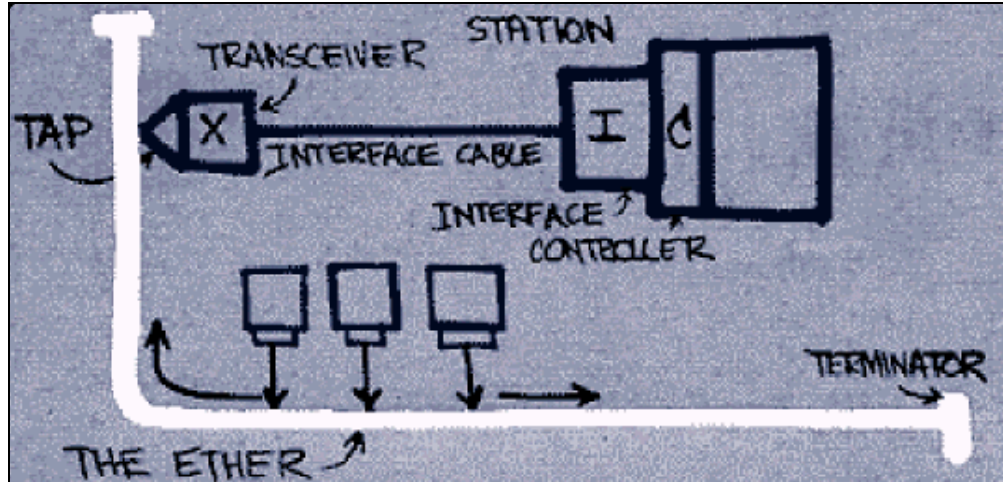 STATION
TRANSCEIVER
TAP
X
I
C
INTERFACE CABLE
INTERFACE
CONTROLLER
TERMINATOR
THE ETHER